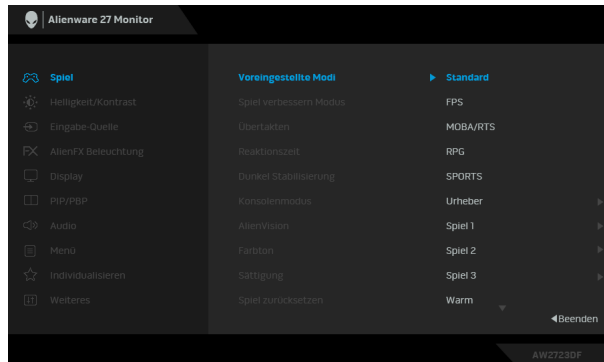 Alienware 27 Monitor
Spiel Voreingestellte Modi Standard
Helligkeit/Kontrast Spiel verbessern Modus FPS
Eingabe-Quelle Übertakten MOBA/RTS
AlienFX Beleuchtung Reaktionszeit RPG
Display Dunkel Stabilisierung SPORTS
PIP/PBP Konsolenmodus Urheber
Audio AlienVision Spiel 1
Menü Farbton Spiel 2
Individualisieren Sättigung Spiel 3
Weiteres Spiel zurücksetzen Warm
Beenden
AW2723DF